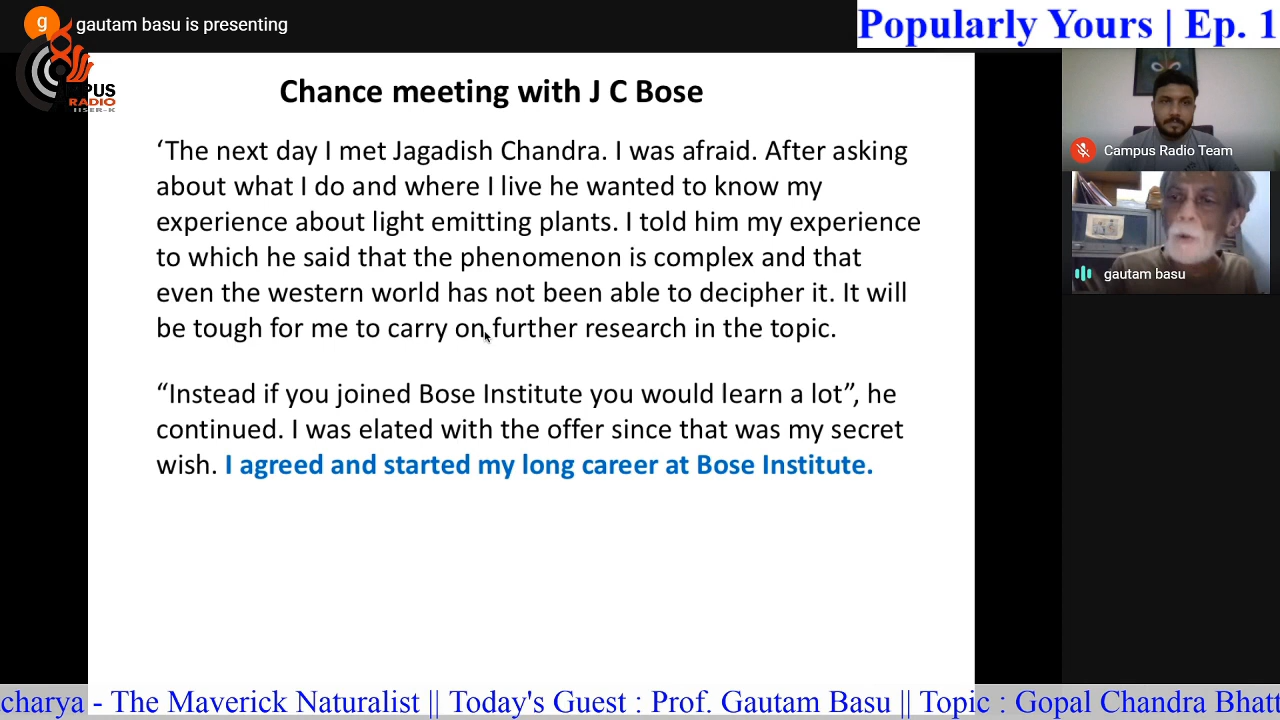 g
gautam basu is presenting
Popularly Yours | Ep. 1
RADIO
IISER-K
Chance meeting with J C Bose
‘The next day I met Jagadish Chandra. I was afraid. After asking
about what I do and where I live he wanted to know my
experience about light emitting plants. I told him my experience
to which he said that the phenomenon is complex and that
even the western world has not been able to decipher it. It will
be tough for me to carry on further research in the topic.
“Instead if you joined Bose Institute you would learn a lot”, he
continued. I was elated with the offer since that was my secret
wish. I agreed and started my long career at Bose Institute.
Campus Radio Team
gautam basu
charya - The Maverick Naturalist || Today's Guest : Prof. Gautam Basu || Topic : Gopal Chandra Bhatt